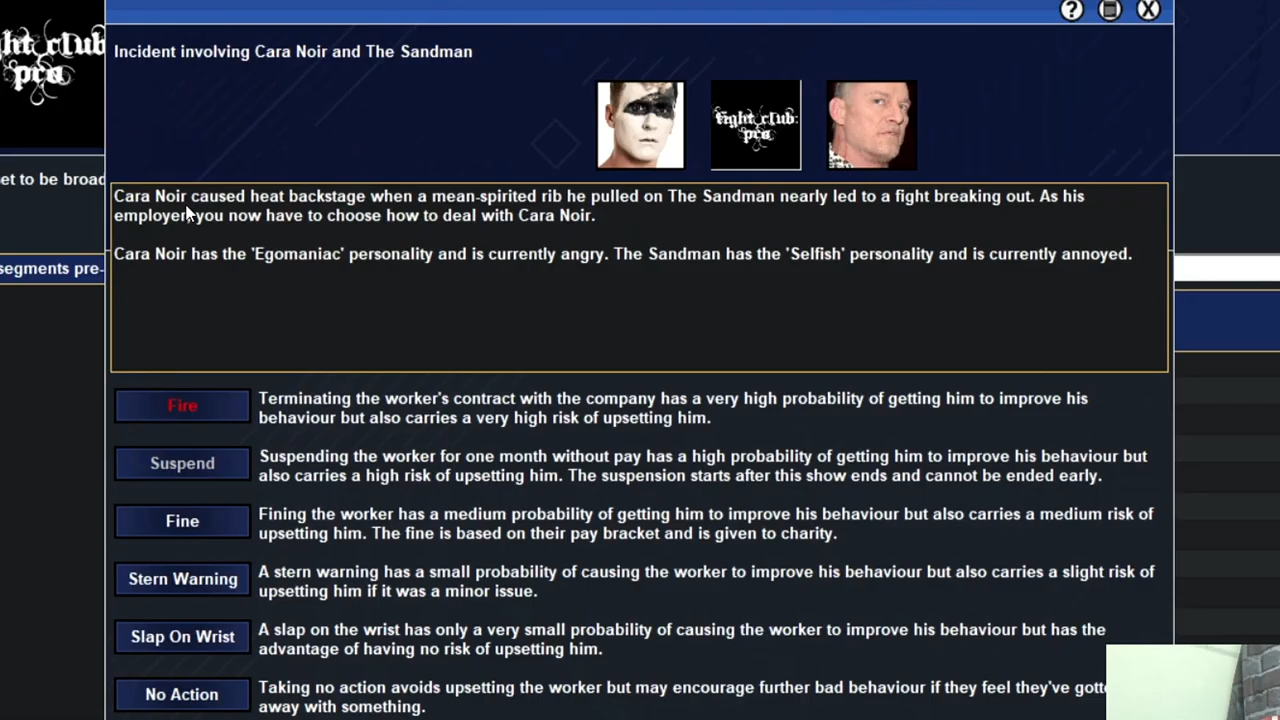 ht club
pro
Incident involving Cara Noir and The Sandman
fight club:
pro
et to be broad
Cara Noir caused heat backstage when a mean-spirited rib he pulled on The Sandman nearly led to a fight breaking out. As his
employer you now have to choose how to deal with Cara Noir.
segments pre-
Cara Noir has the 'Egomaniac' personality and is currently angry. The Sandman has the 'Selfish' personality and is currently annoyed.
Fire
Terminating the worker's contract with the company has a very high probability of getting him to improve his
behaviour but also carries a very high risk of upsetting him.
Suspend
Suspending the worker for one month without pay has a high probability of getting him to improve his behaviour but
also carries a high risk of upsetting him. The suspension starts after this show ends and cannot be ended early.
Fine
Fining the worker has a medium probability of getting him to improve his behaviour but also carries a medium risk of
upsetting him. The fine is based on their pay bracket and is given to charity.
Stern Warning
A stern warning has a small probability of causing the worker to improve his behaviour but also carries a slight risk of
upsetting him if it was a minor issue.
Slap On Wrist
A slap on the wrist has only a very small probability of causing the worker to improve his behaviour but has the
advantage of having no risk of upsetting him.
No Action
Taking no action avoids upsetting the worker but may encourage further bad behaviour if they feel they've gott
away with something.